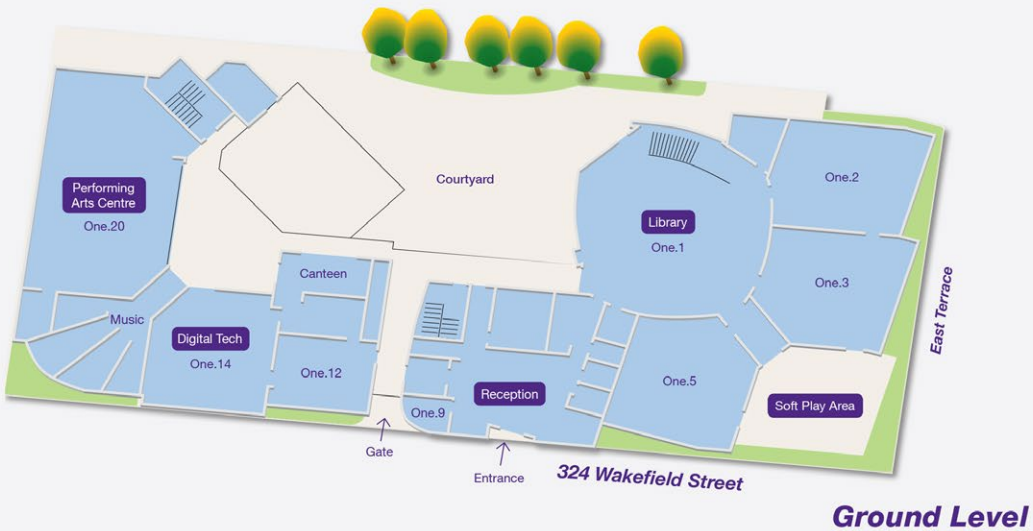 Courtyard
Performing
Arts Centre
One.20
Library
One.1
One.2
One.3
Canteen
Music
Digital Tech
One.14
One.12
One.9
Reception
One.5
Soft Play Area
East Terrace
Gate
Entrance
324 Wakefield Street
Ground Level